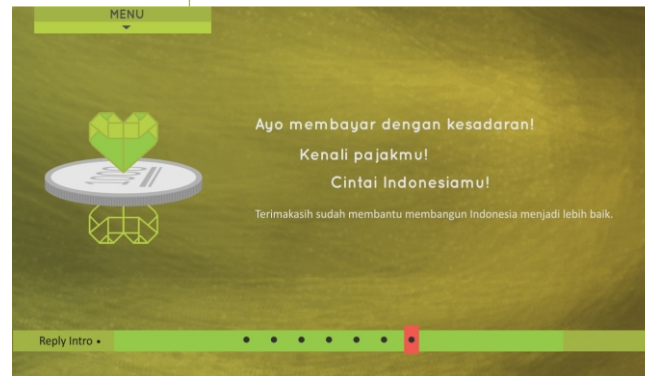 MENU
Ayo membayar dengan kesadaran!
Kenali pajakmu!
Cintai Indonesiamu!
1000
Terimakasih sudah membantu membangun Indonesia menjadi lebih baik.
Reply Intro •